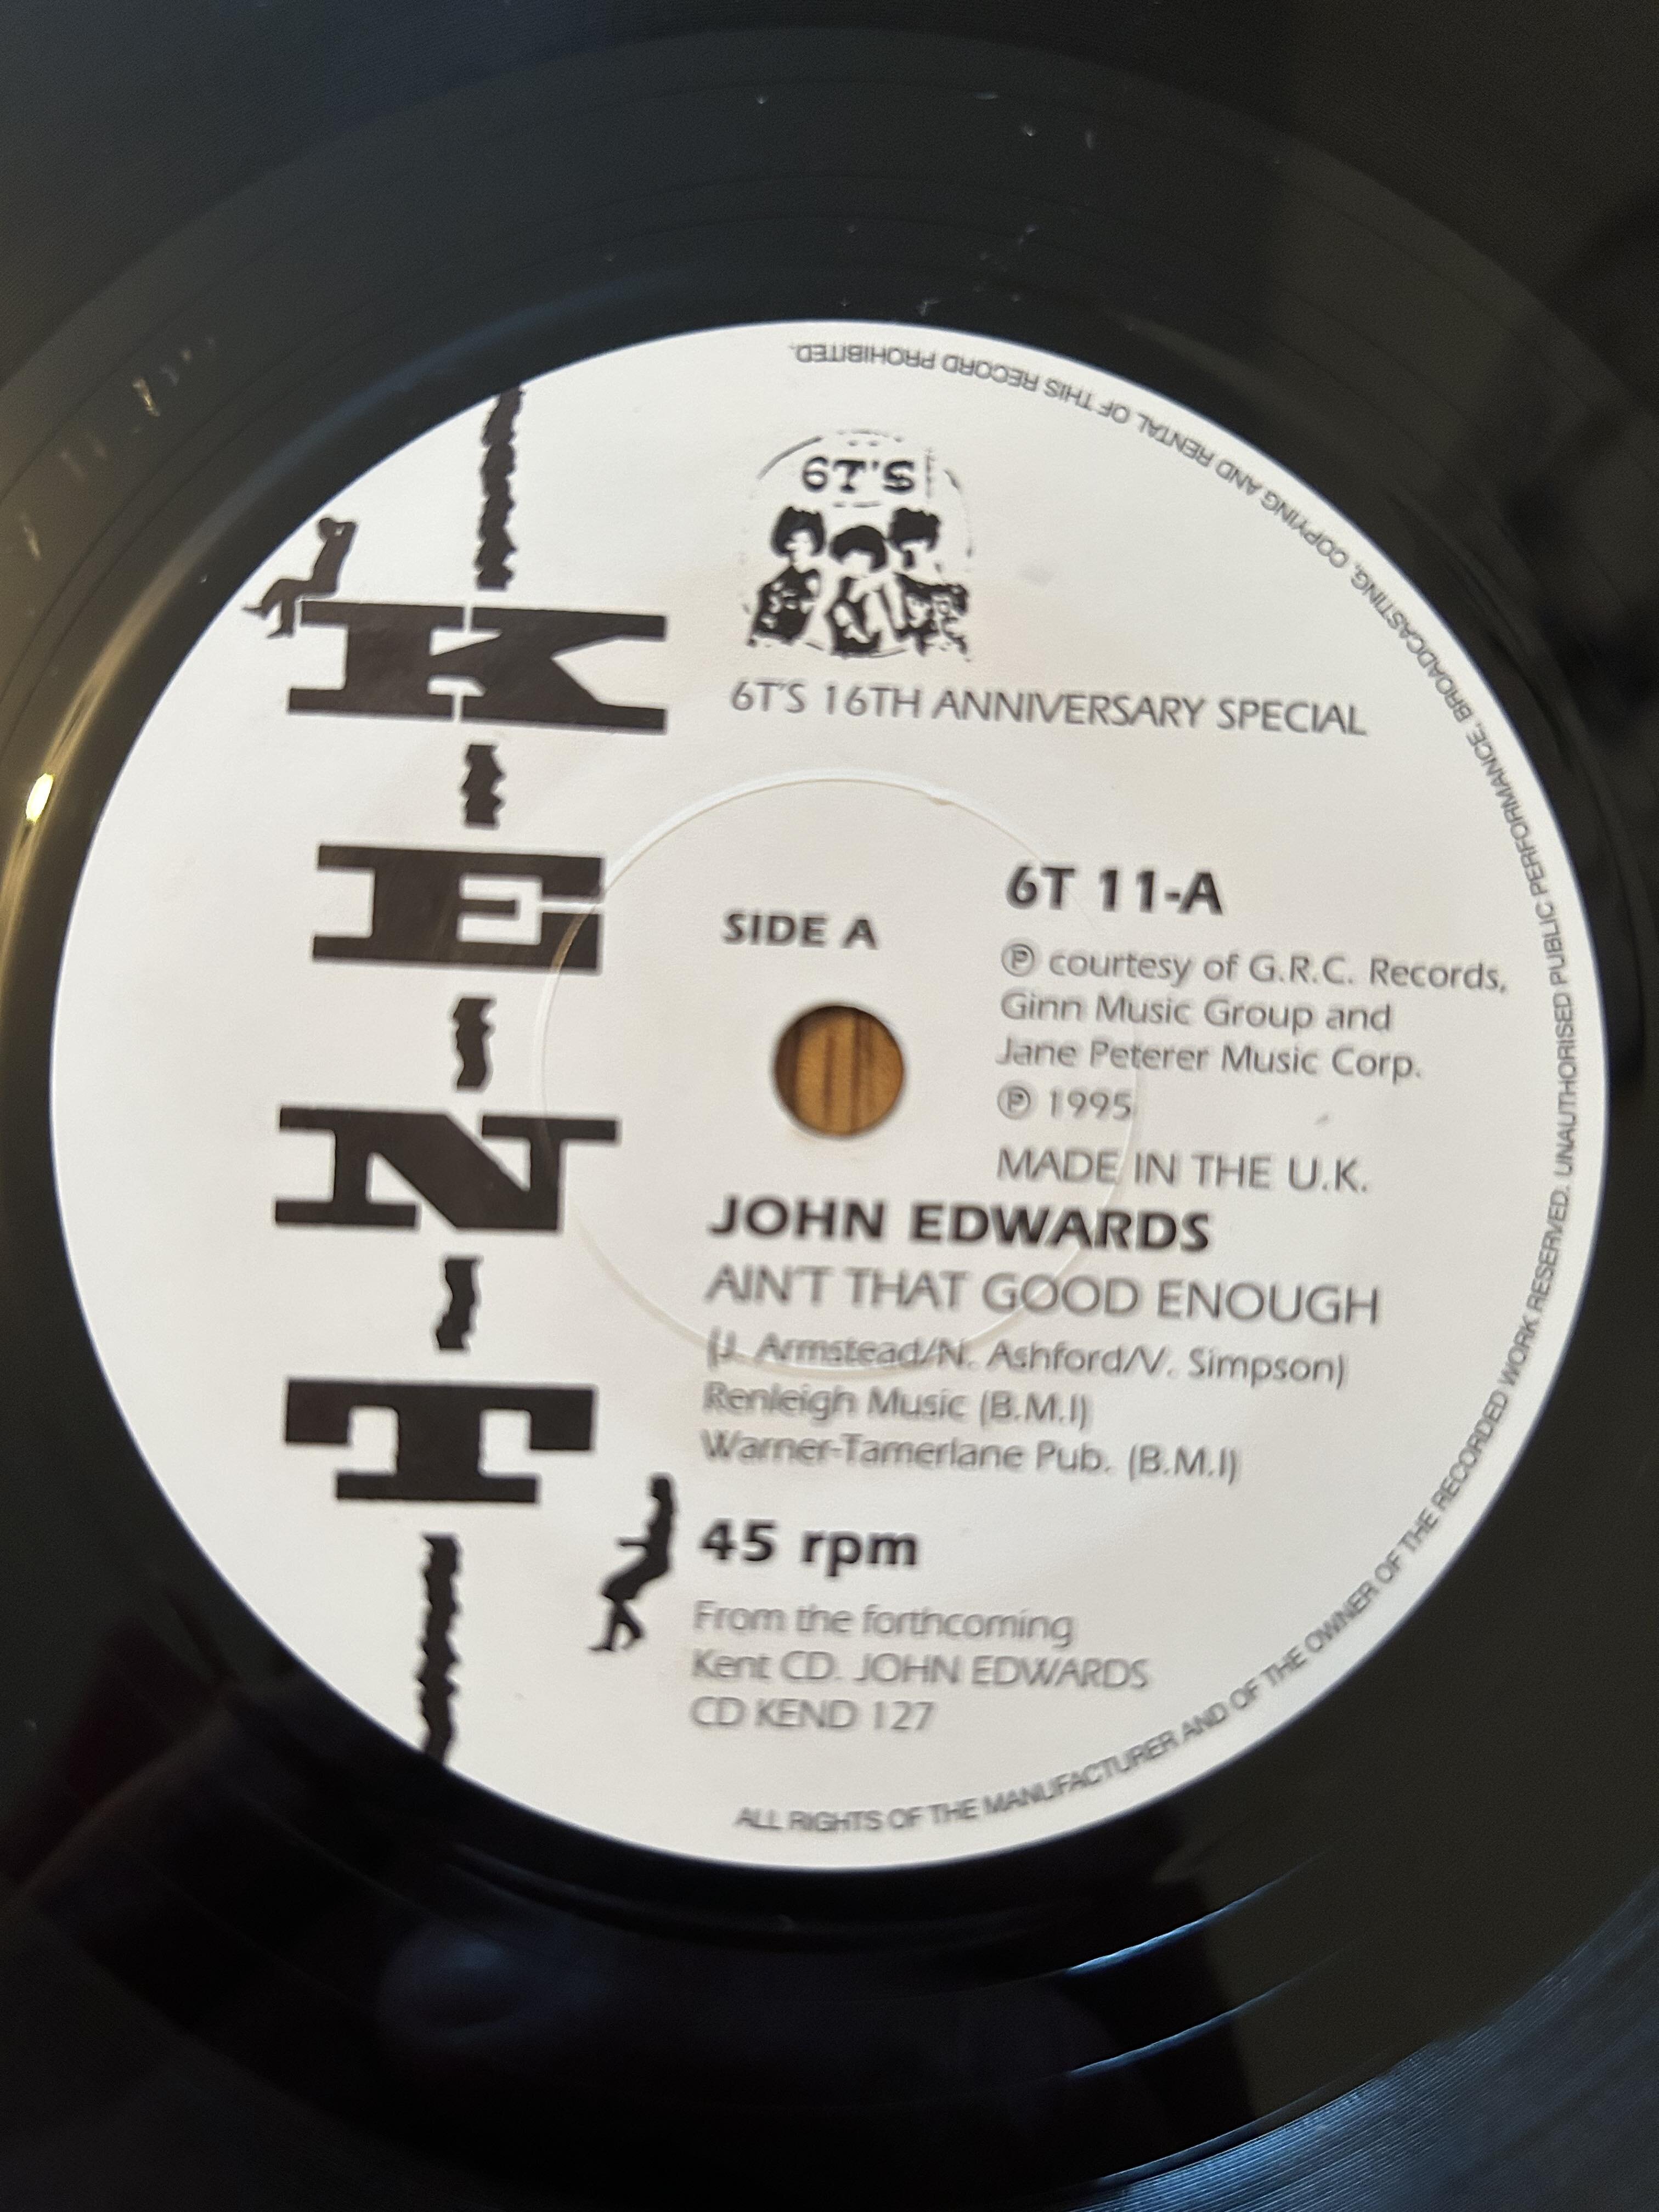 6T'S
6T'S 16TH ANNIVERSARY SPECIAL
K-E-N-T
SIDE A
6T 11-A
℗ courtesy of G.R.C. Records,
Ginn Music Group and
Jane Peterer Music Corp.
℗ 1995
MADE IN THE U.K.
JOHN EDWARDS
AIN'T THAT GOOD ENOUGH
(J. Armstead/N. Ashford/V. Simpson)
Renleigh Music (B.M.I)
Warner-Tamerlane Pub. (B.M.I)
45 rpm
From the forthcoming
Kent CD. JOHN EDWARDS
CD KEND 127
ALL RIGHTS OF THE MANUFACTURER AND OF THE OWNER OF THE RECORDED WORK RESERVED. UNAUTHORISED PUBLIC PERFORMANCE, BROADCASTING, COPYING AND RENTAL OF THIS RECORD PROHIBITED.